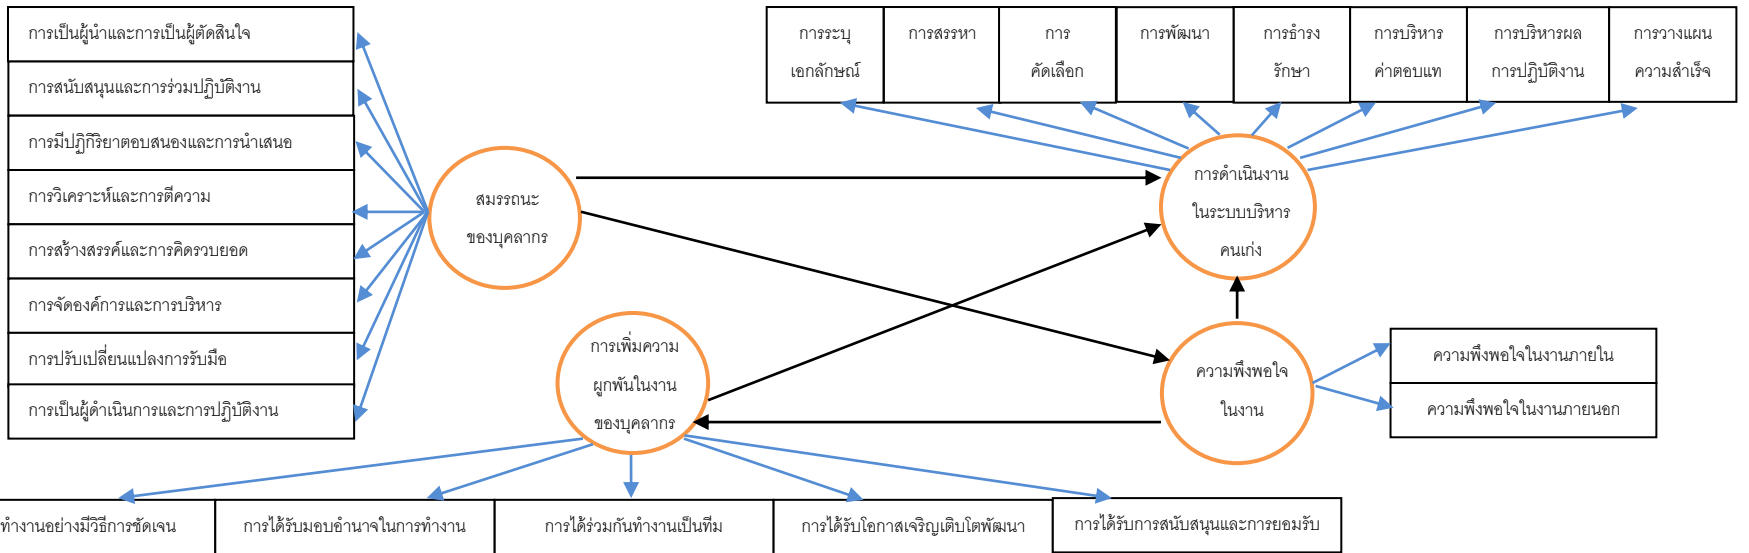 การเป็นผู้นำและการเป็นผู้ตัดสินใจ
การสนับสนุนและการร่วมปฏิบัติงาน
การมีปฏิกิริยาตอบสนองและการนำเสนอ
การวิเคราะห์และการตีความ
การสร้างสรรค์และการคิดรวบยอด
การจัดองค์การและการบริหาร
การปรับเปลี่ยนแปลงการรับมือ
การเป็นผู้ดำเนินการและการปฏิบัติงาน
การระบุ
เอกลักษณ์
การสรรหา
การ
คัดเลือก
การพัฒนา
การธำรง
รักษา
การบริหาร
ค่าตอบแท
การบริหารผล
การปฏิบัติงาน
การวางแผน
ความสำเร็จ
สมรรถนะ
ของบุคลากร
การดำเนินงาน
ในระบบบริหาร
คนเก่ง
การเพิ่มความ
ผูกพันในงาน
ของบุคลากร
ความพึงพอใจ
ในงาน
ความพึงพอใจในงานภายใน
ความพึงพอใจในงานภายนอก
ทำงานอย่างมีวิธีการชัดเจน
การได้รับมอบอำนาจในการทำงาน
การได้ร่วมกันทำงานเป็นทีม
การได้รับโอกาสเจริญเติบโตพัฒนา
การได้รับการสนับสนุนและการยอมรับ